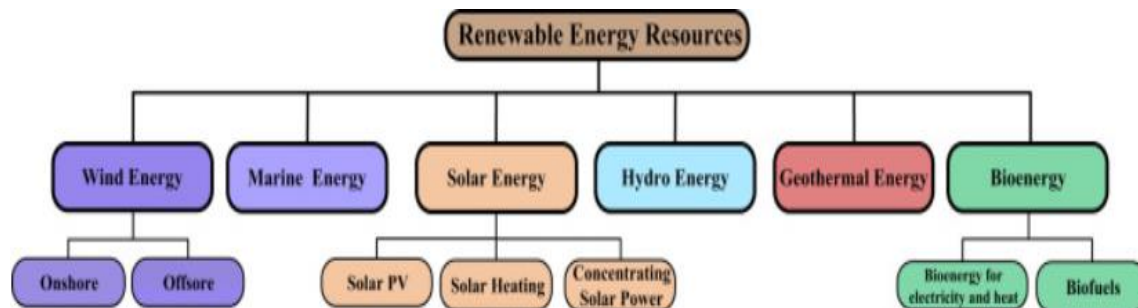 Renewable Energy Resources
Wind Energy
Marine Energy
Solar Energy
Hydro Energy
Geothermal Energy
Bioenergy
Onshore
Offsore
Solar PV
Solar Heating
Concentrating
Solar Power
Bioenergy for
electricity and heat
Biofuels